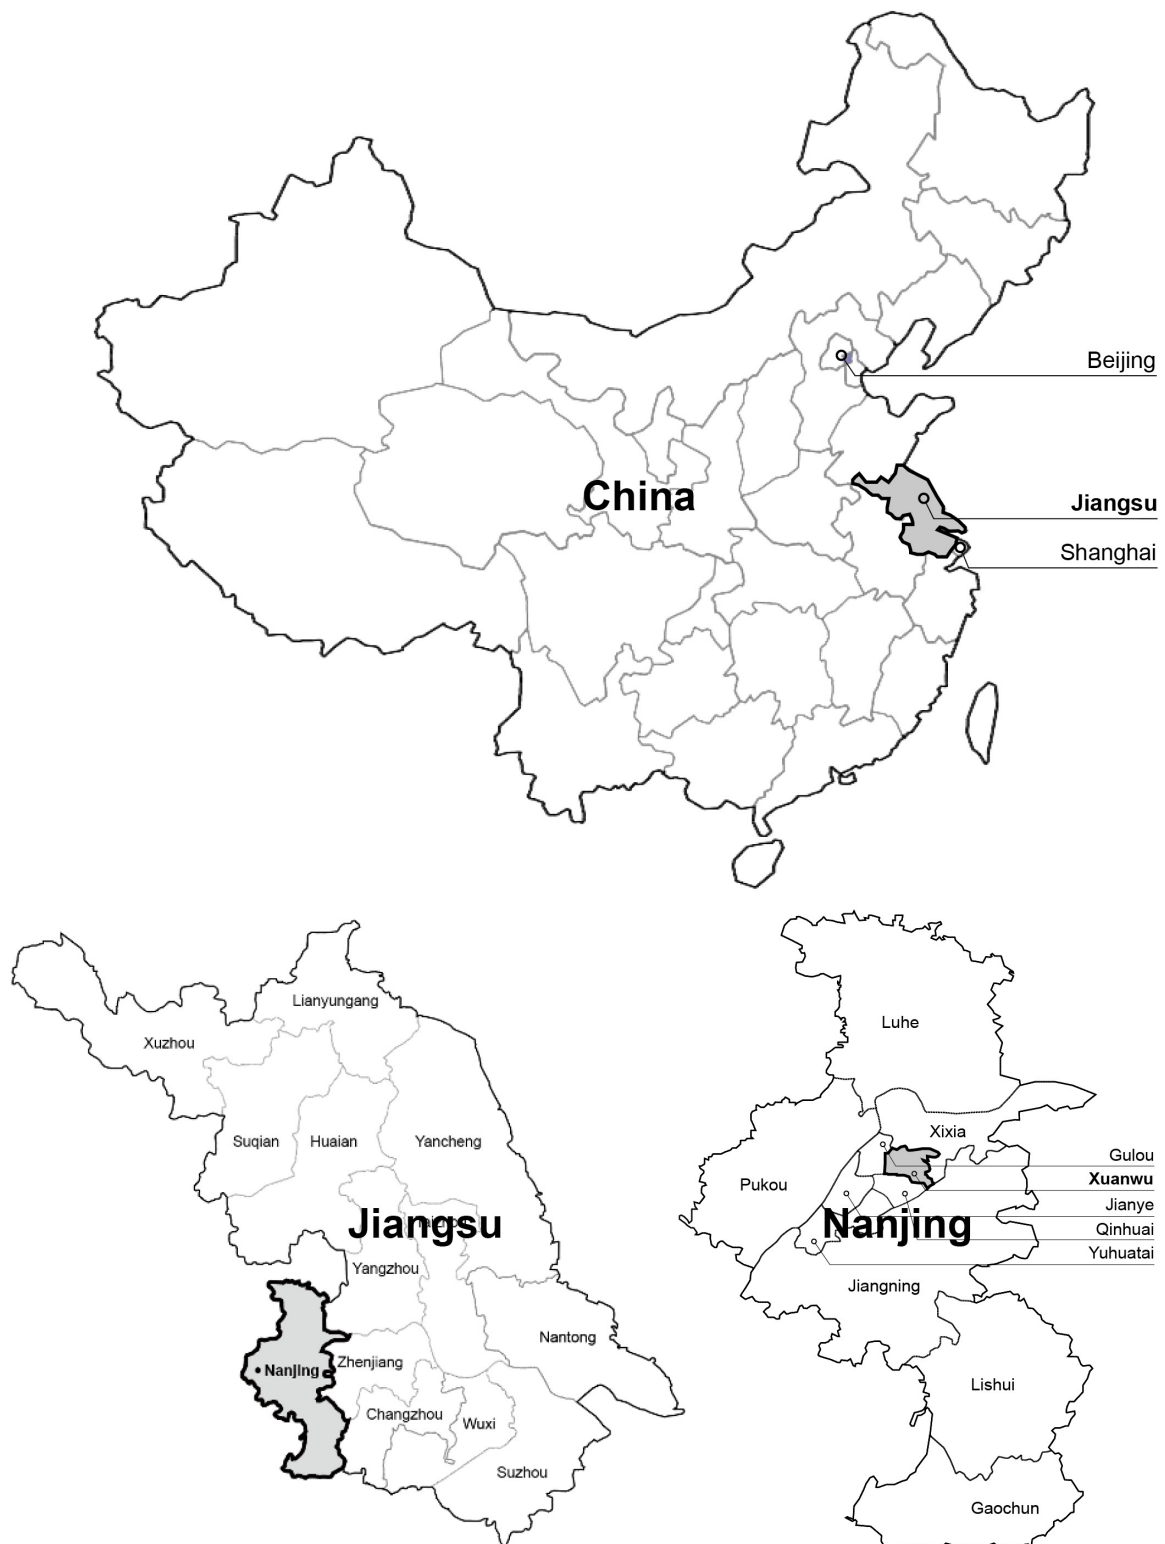 Beijing
China
Jiangsu
Shanghai
Lianyungang
Xuzhou
Suqian
Huaian
Yancheng
Jiangsu
Yangzhou
Nantong
Nanjing
Zhenjiang
Changzhou
Wuxi
Suzhou
Luhe
Xixia
Gulou
Pukou
Xuanwu
Jianye
Nanjing
Qinhuai
Yuhuatai
Jiangning
Lishui
Gaochun